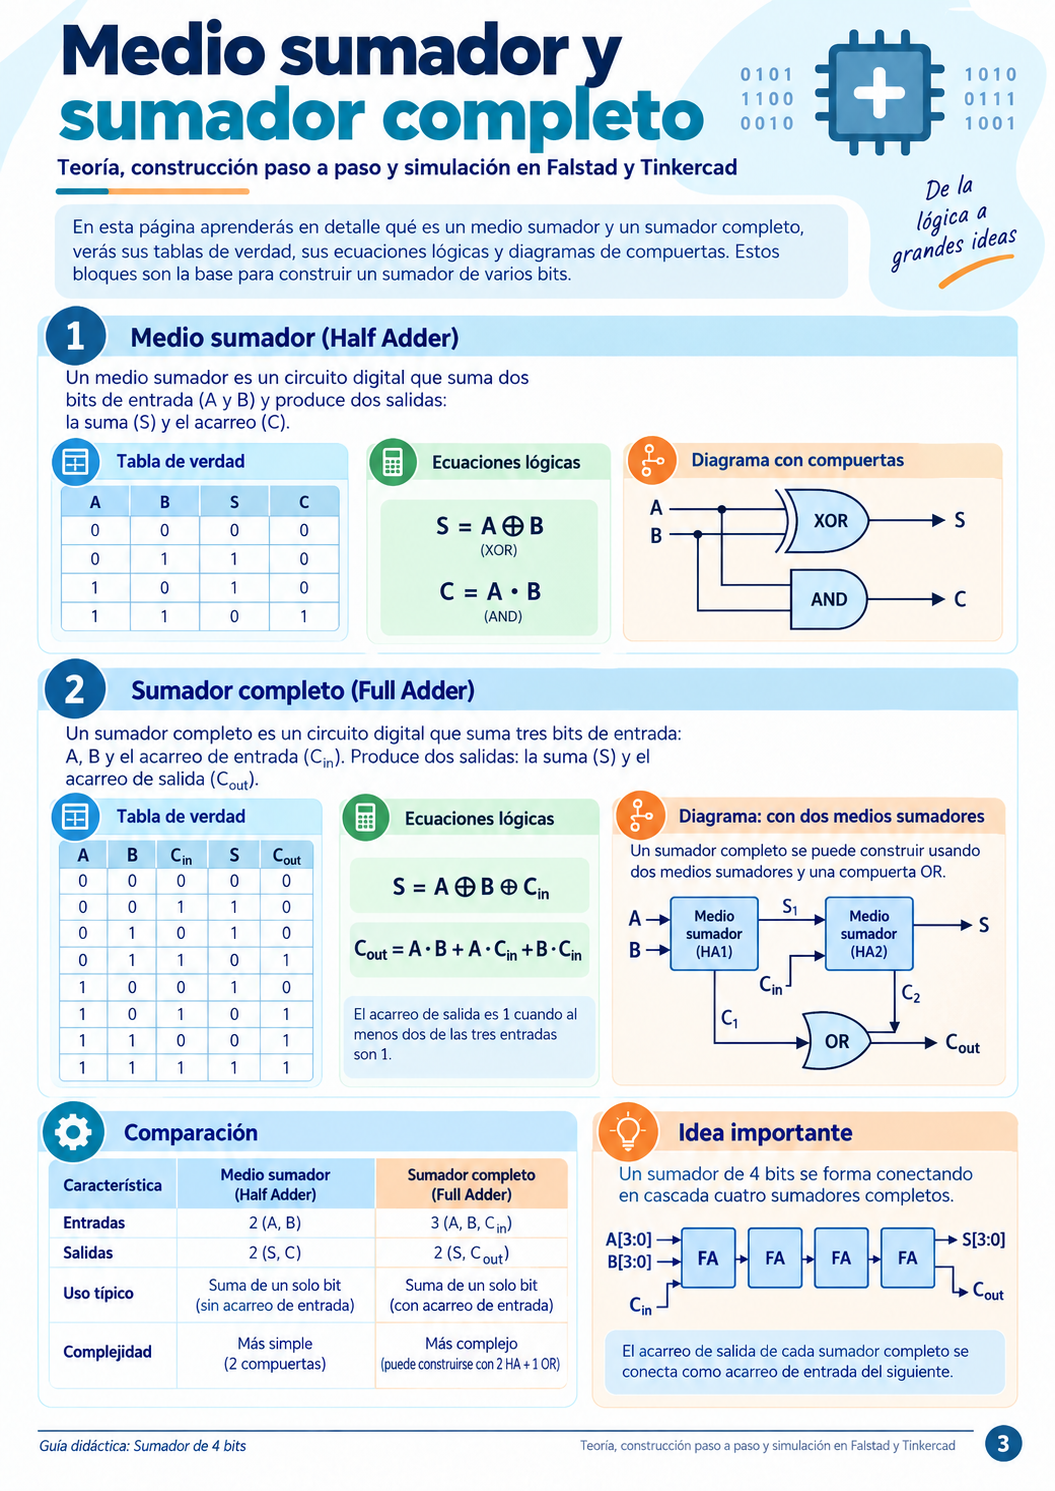 Medio sumador y
sumador completo
Teoría, construcción paso a paso y simulación en Falstad y Tinkercad
0101
1100
0010
1010
0111
1001
De la
lógica a
grandes ideas
En esta página aprenderás en detalle qué es un medio sumador y un sumador completo,
verás sus tablas de verdad, sus ecuaciones lógicas y diagramas de compuertas. Estos
bloques son la base para construir un sumador de varios bits.
1
Medio sumador (Half Adder)
Un medio sumador es un circuito digital que suma dos
bits de entrada (A y B) y produce dos salidas:
la suma (S) y el acarreo (C).
Tabla de verdad
A B S C
0 0 0 0
0 1 1 0
1 0 1 0
1 1 0 1
Ecuaciones lógicas
S = A ⊕ B
(XOR)
C = A • B
(AND)
Diagrama con compuertas
A
B
XOR
S
AND
C
2
Sumador completo (Full Adder)
Un sumador completo es un circuito digital que suma tres bits de entrada:
A, B y el acarreo de entrada (Cin). Produce dos salidas: la suma (S) y el
acarreo de salida (Cout).
Tabla de verdad
A B Cin S Cout
0 0 0 0 0
0 0 1 1 0
0 1 0 1 0
0 1 1 0 1
1 0 0 1 0
1 0 1 0 1
1 1 0 0 1
1 1 1 1 1
Ecuaciones lógicas
S = A ⊕ B ⊕ Cin
Cout = A · B + A · Cin + B · Cin
El acarreo de salida es 1 cuando al
menos dos de las tres entradas
son 1.
Diagrama: con dos medios sumadores
Un sumador completo se puede construir usando
dos medios sumadores y una compuerta OR.
A
B
Medio
sumador
(HA1)
S1
Medio
sumador
(HA2)
S
Cin
C1
C2
OR
Cout
Comparación
Característica
Medio sumador
(Half Adder)
Sumador completo
(Full Adder)
Entradas 2 (A, B) 3 (A, B, Cin)
Salidas 2 (S, C) 2 (S, Cout)
Uso típico
Suma de un solo bit
(sin acarreo de entrada)
Suma de un solo bit
(con acarreo de entrada)
Complejidad
Más simple
(2 compuertas)
Más complejo
(puede construirse con 2 HA + 1 OR)
Idea importante
Un sumador de 4 bits se forma conectando
en cascada cuatro sumadores completos.
A[3:0]
B[3:0]
Cin
FA FA FA FA
S[3:0]
Cout
El acarreo de salida de cada sumador completo se
conecta como acarreo de entrada del siguiente.
Guía didáctica: Sumador de 4 bits
Teoría, construcción paso a paso y simulación en Falstad y Tinkercad
3